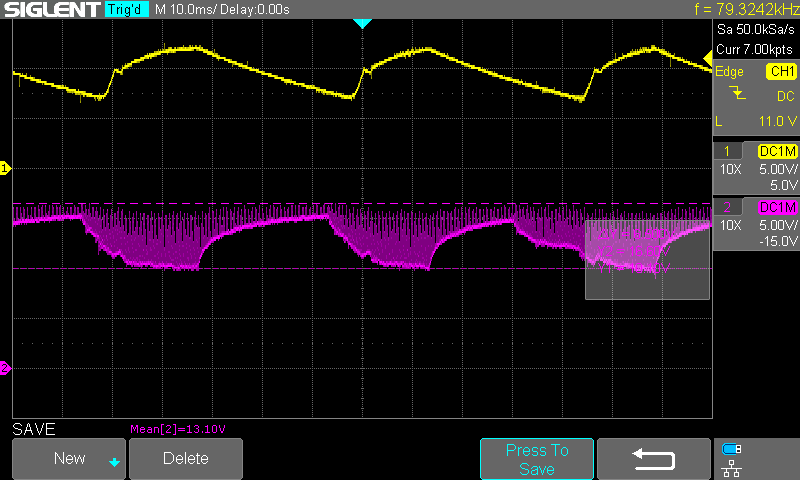 SIGLENT Trig'd M 10.0ms/ Delay:0.00s f = 79.3242kHz
Sa 50.0kSa/s
Curr 7.00kpts
Edge CH1
DC
L 11.0 V
1 DC1M
10X 5.00V/
5.0V
2 DC1M
10X 5.00V/
-15.0V
1
2
SAVE
Mean[2]=13.10V
New
Delete
Press To
Save